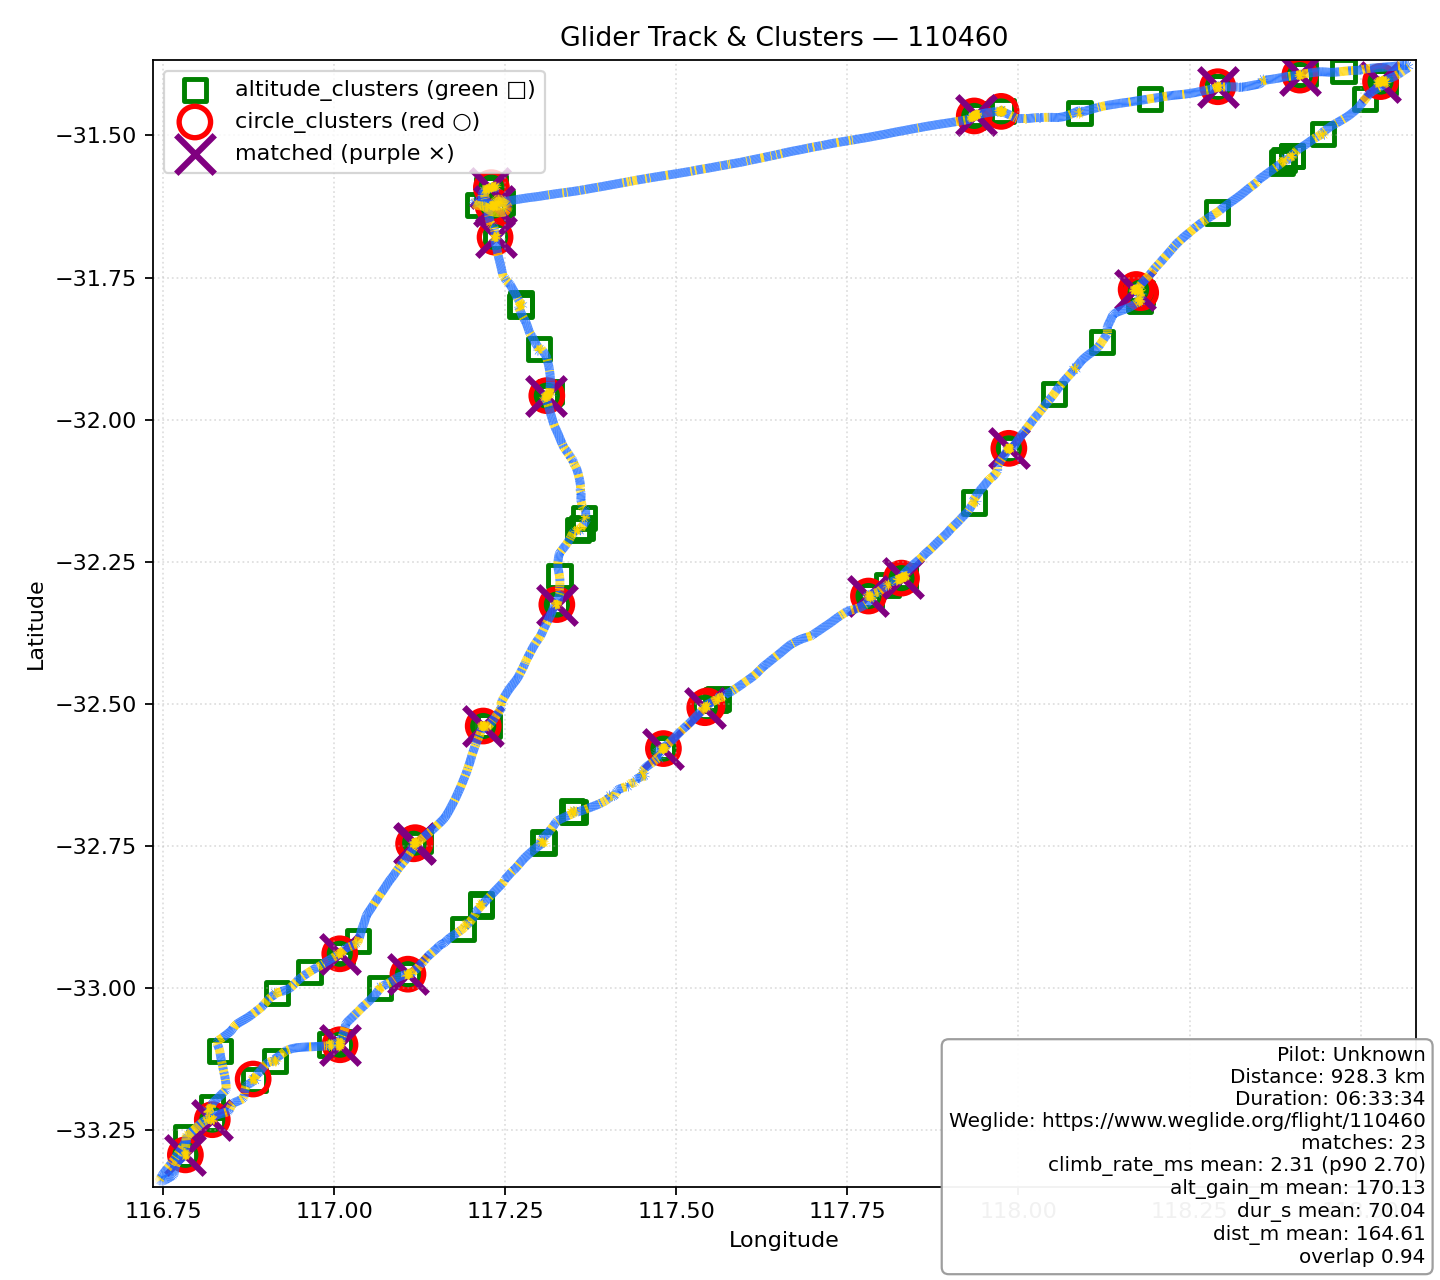 Glider Track & Clusters — 110460
altitude_clusters (green □)
circle_clusters (red ○)
matched (purple ×)
Latitude
−31.50
−31.75
−32.00
−32.25
−32.50
−32.75
−33.00
−33.25
116.75 117.00 117.25 117.50 117.75 118.00 118.25
Longitude
Pilot: Unknown
Distance: 928.3 km
Duration: 06:33:34
Weglide: https://www.weglide.org/flight/110460
matches: 23
climb_rate_ms mean: 2.31 (p90 2.70)
alt_gain_m mean: 170.13
dur_s mean: 70.04
dist_m mean: 164.61
overlap 0.94